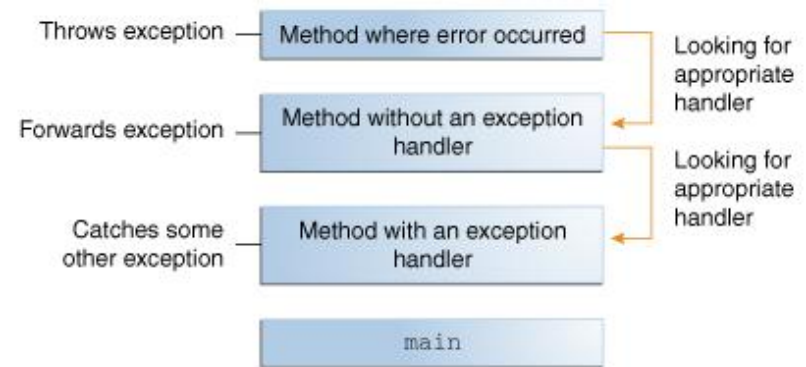 Throws exception
Method where error occurred
Looking for
appropriate
handler
Forwards exception
Method without an exception
handler
Looking for
appropriate
handler
Catches some
other exception
Method with an exception
handler
main